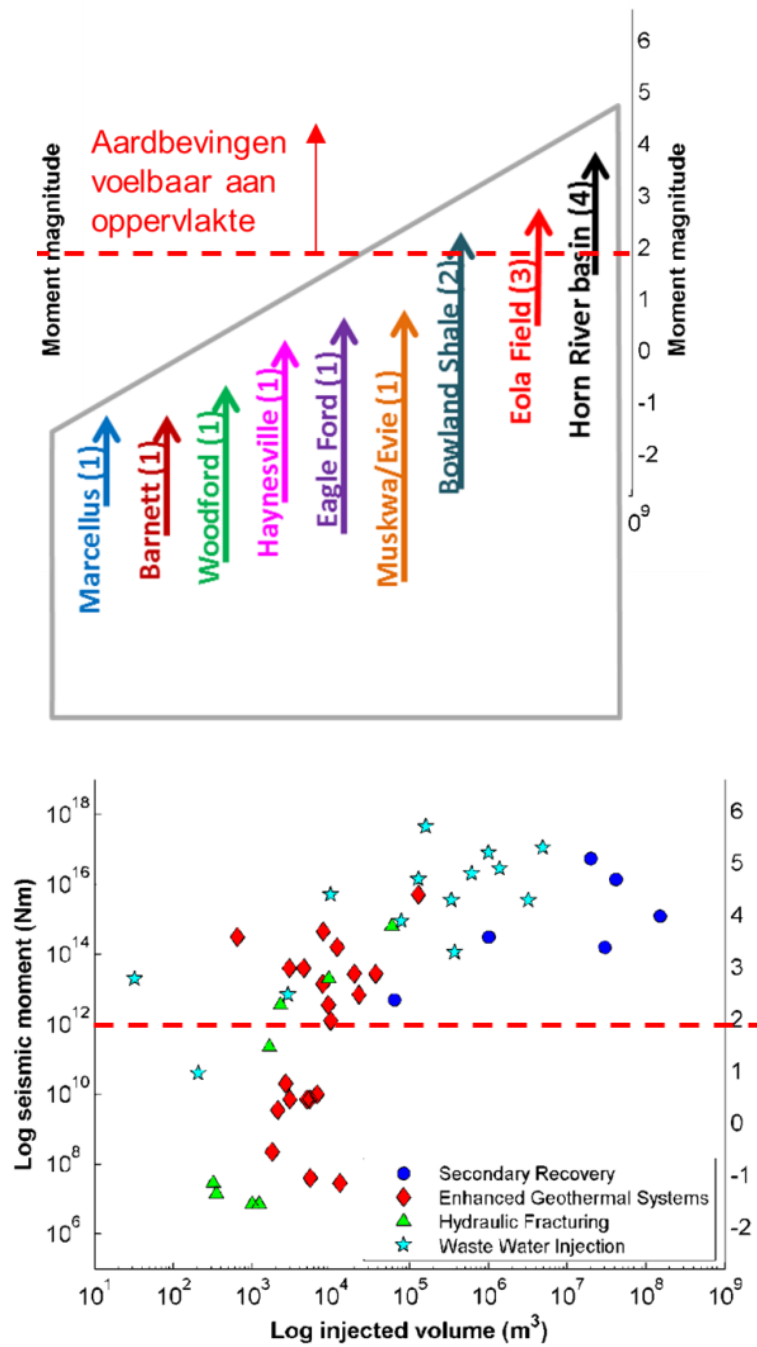 6
5
4
3
2
1
0
-1
-2
0⁹
Moment magnitude
Aardbevingen
voelbaar aan
oppervlakte
Moment magnitude
Marcellus (1)
Barnett (1)
Woodford (1)
Haynesville (1)
Eagle Ford (1)
Muskwa/Evie (1)
Bowland Shale (2)
Eola Field (3)
Horn River basin (4)
Log seismic moment (Nm)
10¹⁸
10¹⁶
10¹⁴
10¹²
10¹⁰
10⁸
10⁶
6
5
4
3
2
1
0
-1
-2
Secondary Recovery
Enhanced Geothermal Systems
Hydraulic Fracturing
Waste Water Injection
10¹ 10² 10³ 10⁴ 10⁵ 10⁶ 10⁷ 10⁸ 10⁹
Log injected volume (m³)